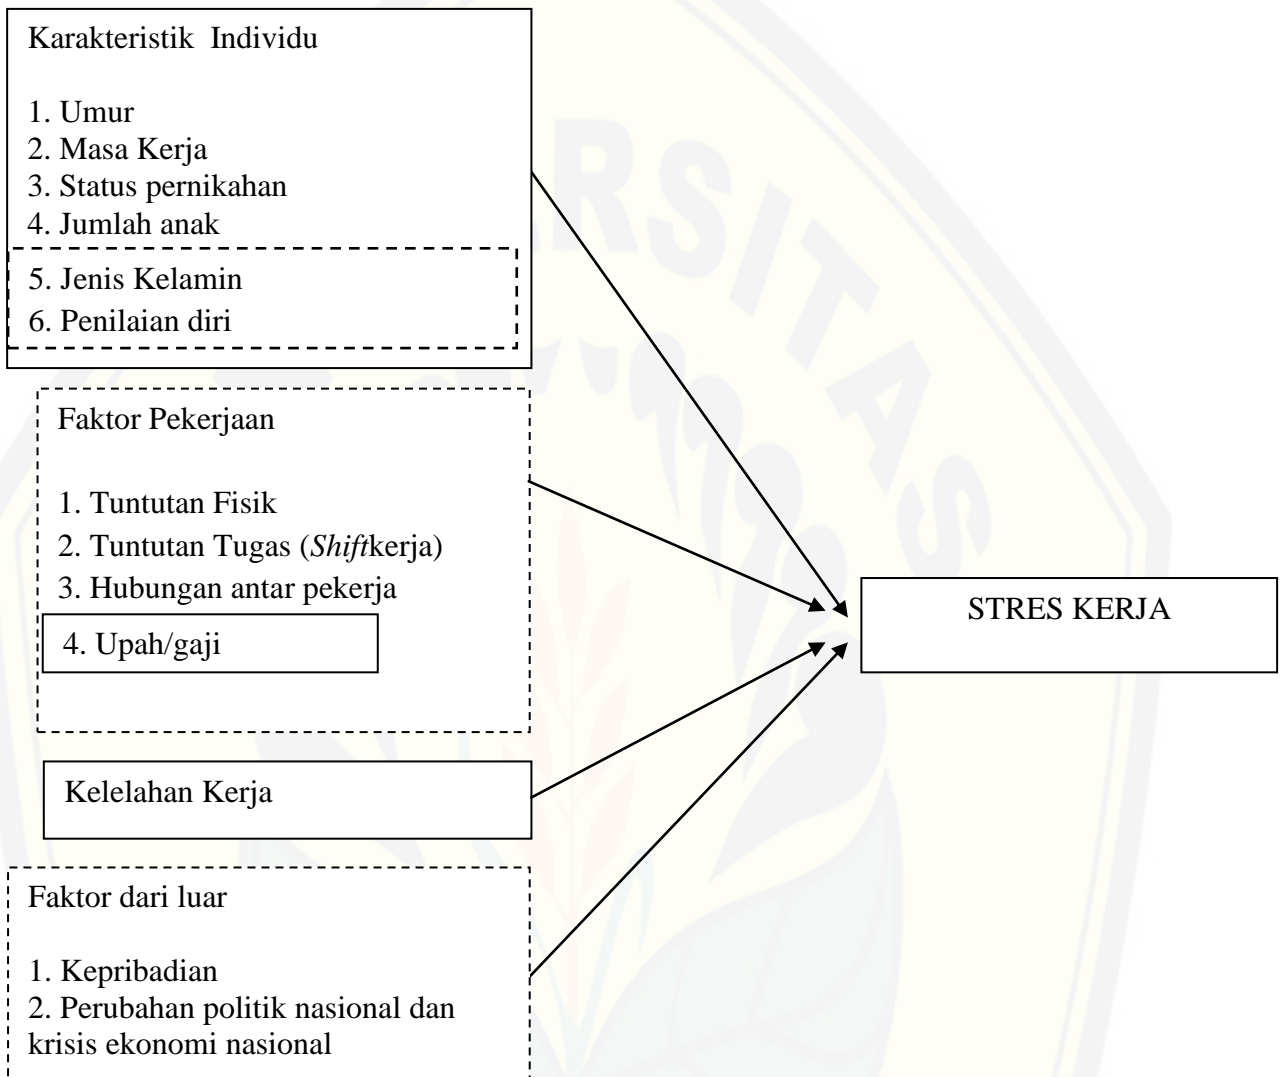 Karakteristik Individu
1. Umur
2. Masa Kerja
3. Status pernikahan
4. Jumlah anak
5. Jenis Kelamin
6. Penilaian diri
Faktor Pekerjaan
1. Tuntutan Fisik
2. Tuntutan Tugas (Shiftkerja)
3. Hubungan antar pekerja
4. Upah/gaji
Kelelahan Kerja
Faktor dari luar
1. Kepribadian
2. Perubahan politik nasional dan
krisis ekonomi nasional
STRES KERJA
ERSITAS